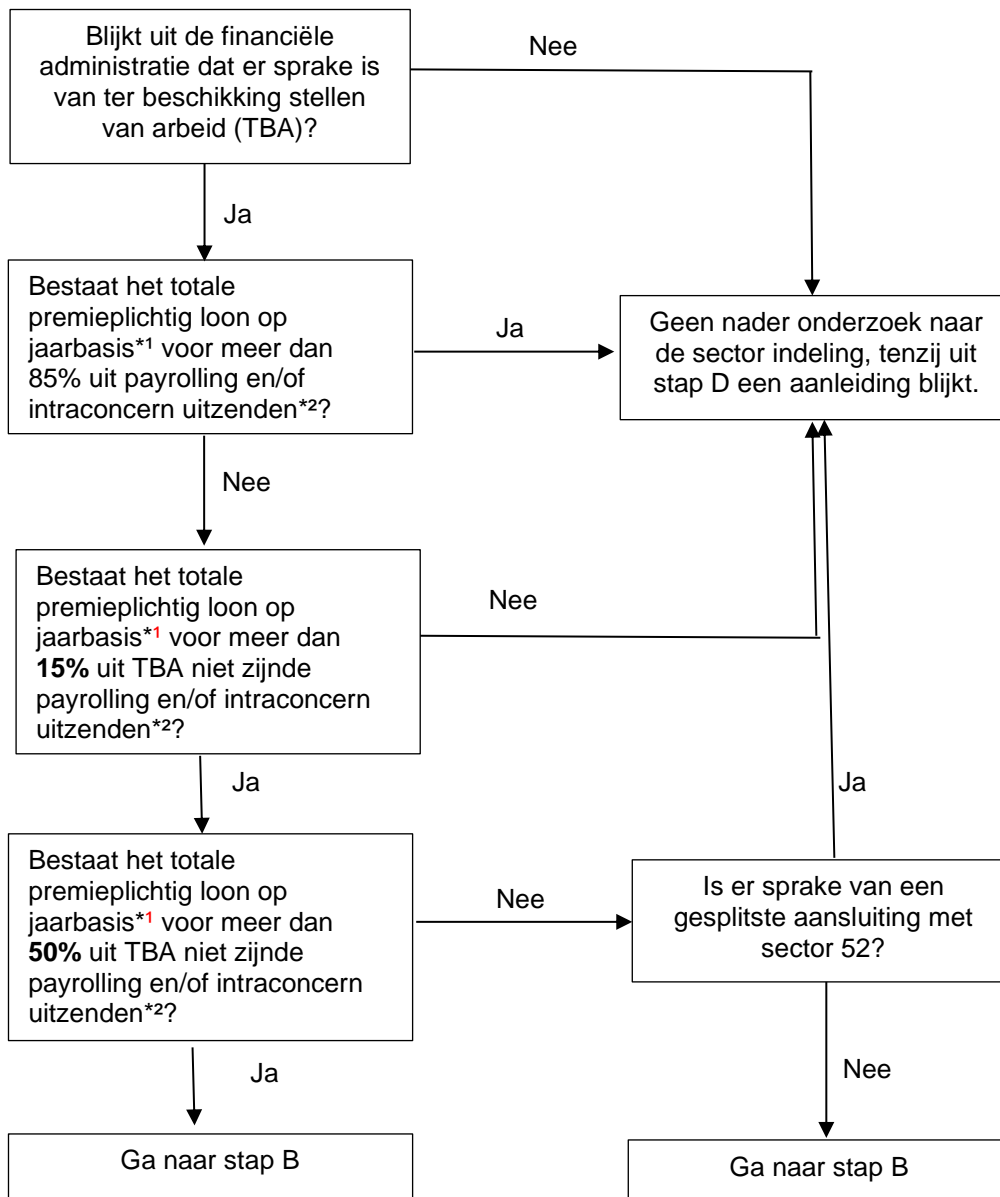 Blijkt uit de financiële
administratie dat er sprake is
van ter beschikking stellen
van arbeid (TBA)?
Nee
Ja
Bestaat het totale
premieplichtig loon op
jaarbasis*¹ voor meer dan
85% uit payrolling en/of
intraconcern uitzenden*²?
Ja
Geen nader onderzoek naar
de sector indeling, tenzij uit
stap D een aanleiding blijkt.
Nee
Bestaat het totale
premieplichtig loon op
jaarbasis*¹ voor meer dan
15% uit TBA niet zijnde
payrolling en/of intraconcern
uitzenden*²?
Nee
Ja
Ja
Bestaat het totale
premieplichtig loon op
jaarbasis*¹ voor meer dan
50% uit TBA niet zijnde
payrolling en/of intraconcern
uitzenden*²?
Nee
Is er sprake van een
gesplitste aansluiting met
sector 52?
Ja
Nee
Ga naar stap B
Ga naar stap B